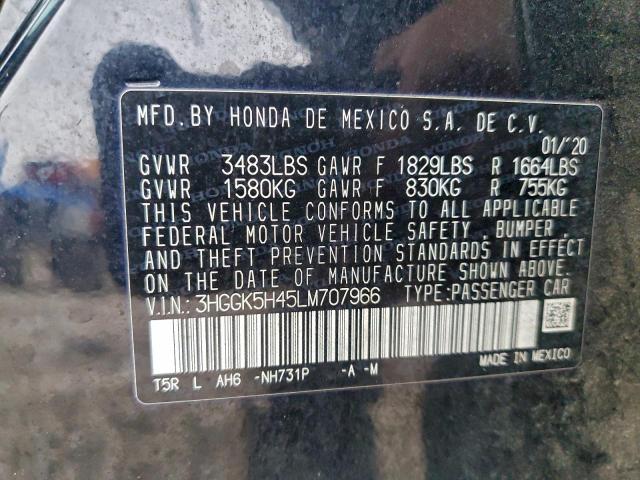 MFD. BY HONDA DE MEXICO S.A. DE C.V.
01/'20
GVWR 3483LBS GAWR F 1829LBS R 1664LBS
GVWR 1580KG GAWR F 830KG R 755KG
THIS VEHICLE CONFORMS TO ALL APPLICABLE
FEDERAL MOTOR VEHICLE SAFETY, BUMPER,
AND THEFT PREVENTION STANDARDS IN EFFECT
ON THE DATE OF MANUFACTURE SHOWN ABOVE.
V.I.N.: 3HGGK5H45LM707966 TYPE:PASSENGER CAR
T5R L AH6 -NH731P -A -M
MADE IN MEXICO